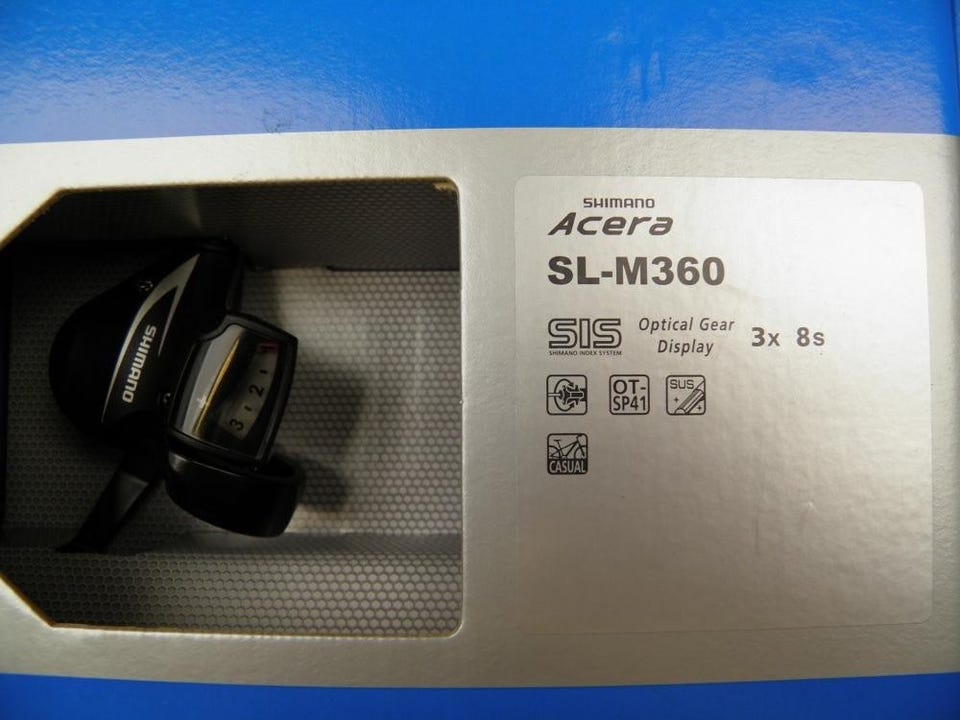 SHIMANO
1
2
3
SHIMANO
Acera
SL-M360
SIS
SHIMANO INDEX SYSTEM
Optical Gear
Display
3x 8s
OT-
SP41
SUS
CASUAL